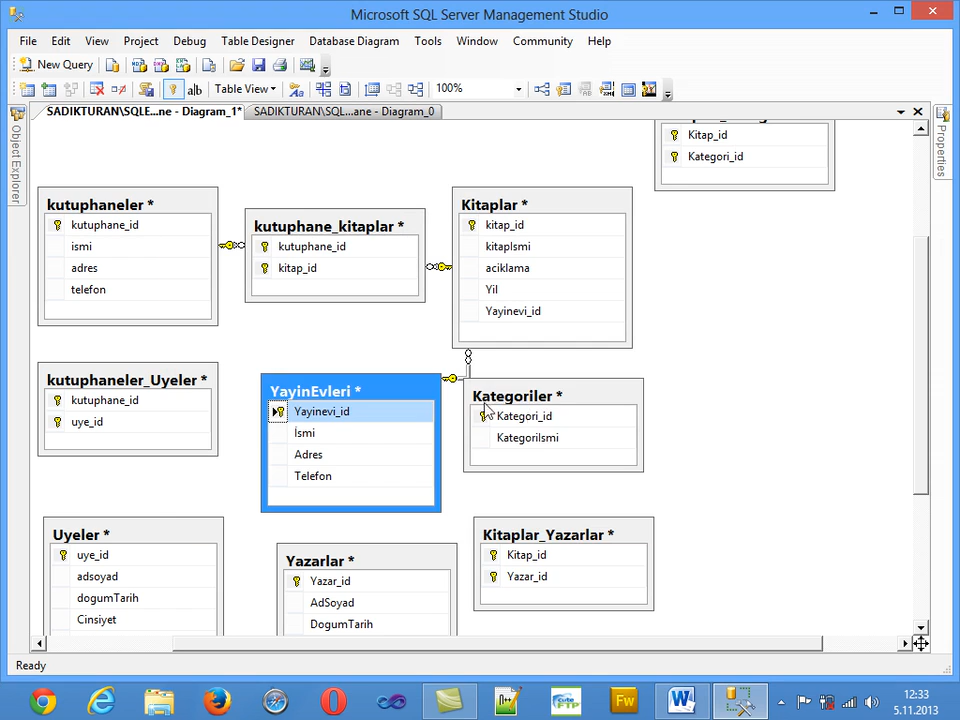 Microsoft SQL Server Management Studio
File Edit View Project Debug Table Designer Database Diagram Tools Window Community Help
New Query
ab Table View 100%
SADIKTURAN\SQLE...ne - Diagram_1* SADIKTURAN\SQL...ane - Diagram_0
Object Explorer
Properties
Kitap_id
Kategori_id
kutuphaneler *
kutuphane_id
ismi
adres
telefon
kutuphane_kitaplar *
kutuphane_id
kitap_id
Kitaplar *
kitap_id
kitapIsmi
aciklama
Yil
Yayinevi_id
kutuphaneler_Uyeler *
kutuphane_id
uye_id
YayinEvleri *
Yayinevi_id
İsmi
Adres
Telefon
Kategoriler *
Kategori_id
KategoriIsmi
Uyeler *
uye_id
adsoyad
dogumTarih
Cinsiyet
Yazarlar *
Yazar_id
AdSoyad
DogumTarih
Kitaplar_Yazarlar *
Kitap_id
Yazar_id
Ready
12:33
5.11.2013